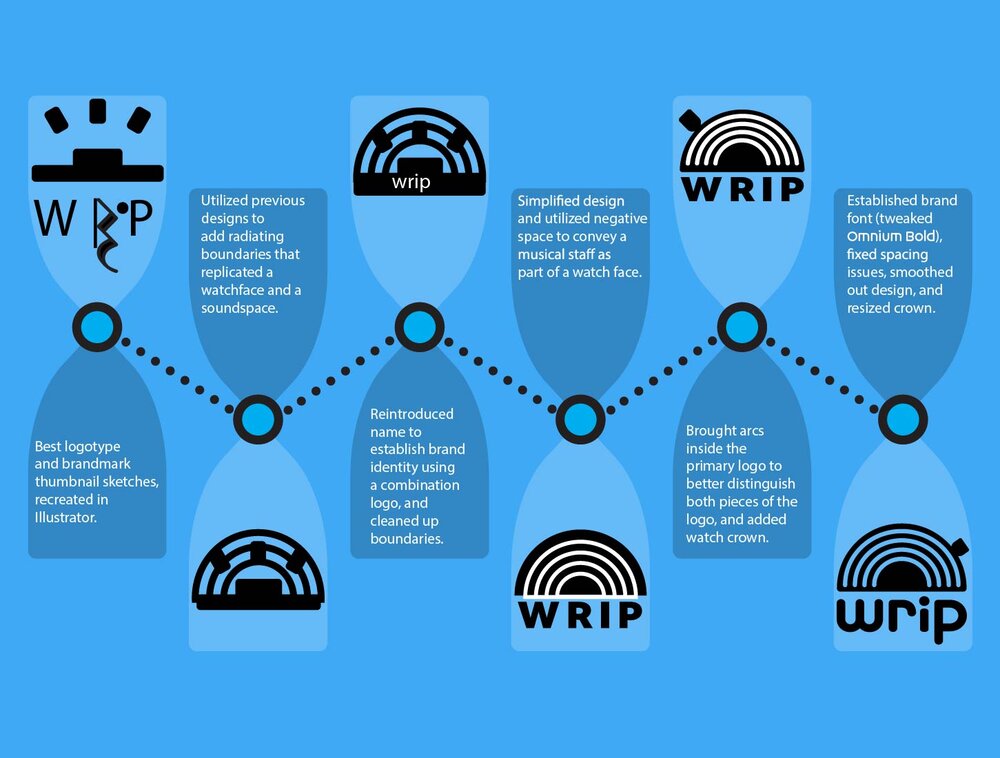 W R P
Best logotype
and brandmark
thumbnail sketches,
recreated in
Illustrator.
Utilized previous
designs to
add radiating
boundaries that
replicated a
watchface and a
soundspace.
wrip
Reintroduced
name to
establish brand
identity using
a combination
logo, and
cleaned up
boundaries.
Simplified design
and utilized negative
space to convey a
musical staff as
part of a watch face.
WRIP
WRIP
Brought arcs
inside the
primary logo to
better distinguish
both pieces of the
logo, and added
watch crown.
Established brand
font (tweaked
Omnium Bold),
fixed spacing
issues, smoothed
out design, and
resized crown.
wrip